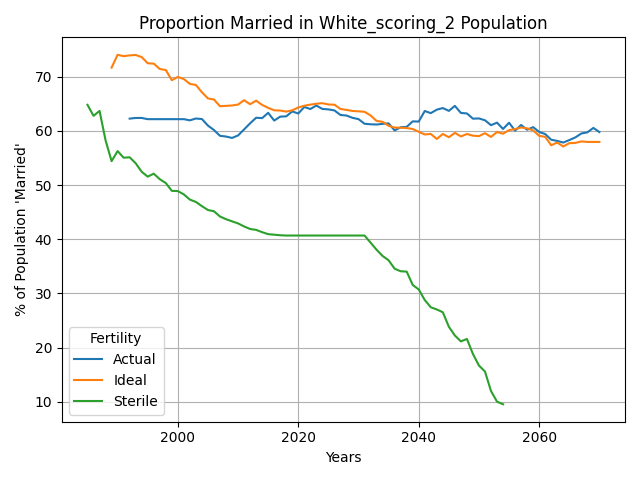 Proportion Married in White_scoring_2 Population
% of Population 'Married'
70
60
50
40
30
20
10
Fertility
Actual
Ideal
Sterile
2000
2020
2040
2060
Years